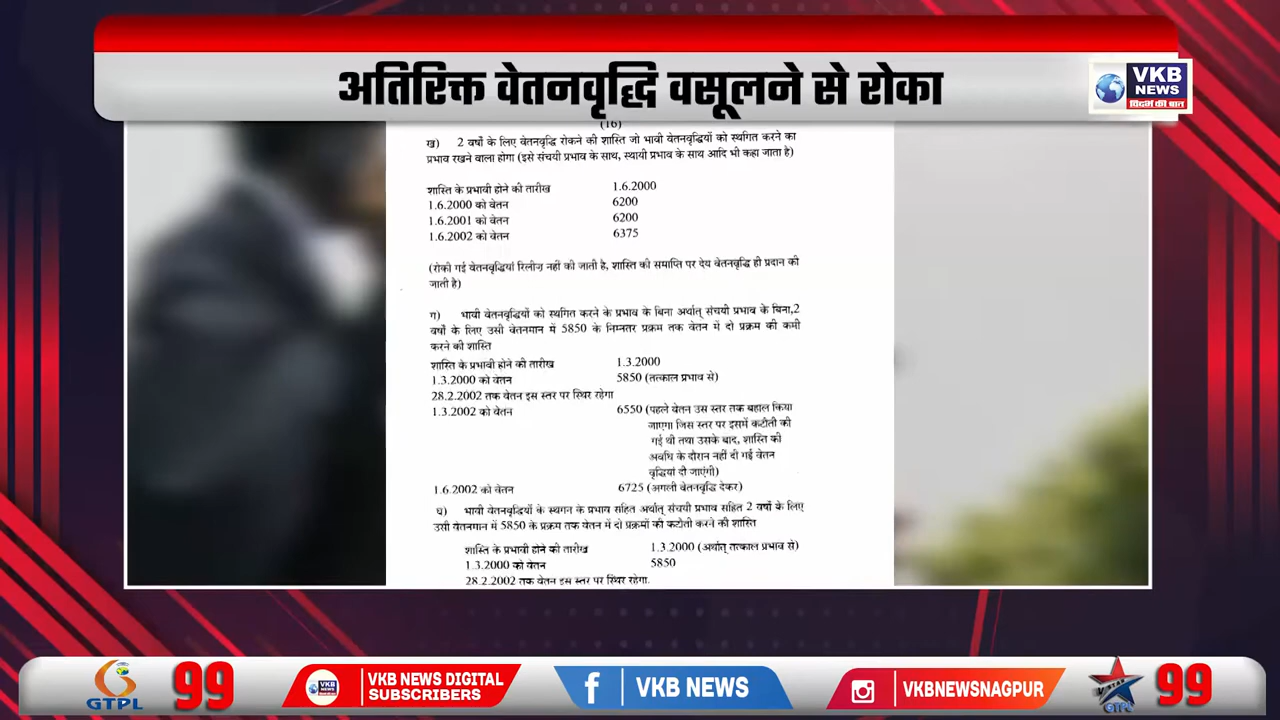 अतिरिक्त वेतनवृद्धि वसूलने से रोका
VKB
NEWS
विदर्भ की बात
(16)
ख) 2 वर्षों के लिए वेतनवृद्धि रोकने की शास्ति जो भावी वेतनवृद्धियों को स्थगित करने का
प्रभाव रखने वाला होगा (इसे संचयी प्रभाव के साथ, स्थायी प्रभाव के साथ आदि भी कहा जाता है)
शास्ति के प्रभावी होने की तारीख 1.6.2000
1.6.2000 को वेतन 6200
1.6.2001 को वेतन 6200
1.6.2002 को वेतन 6375
(रोकी गई वेतनवृद्धियां रिलीज़ नहीं की जाती है, शास्ति की समाप्ति पर देय वेतनवृद्धि ही प्रदान की
जाती है)
ग) भावी वेतनवृद्धियों को स्थगित करने के प्रभाव के बिना अर्थात् संचयी प्रभाव के बिना,2
वर्षों के लिए उसी वेतनमान में 5850 के निम्नतर प्रक्रम तक वेतन में दो प्रक्रम की कमी
करने की शास्ति
शास्ति के प्रभावी होने की तारीख 1.3.2000
1.3.2000 को वेतन 5850 (तत्काल प्रभाव से)
28.2.2002 तक वेतन इस स्तर पर स्थिर रहेगा
1.3.2002 को वेतन 6550 (पहले वेतन उस स्तर तक बहाल किया
जाएगा जिस स्तर पर इसमें कटौती की
गई थी तथा उसके बाद, शास्ति की
अवधि के दौरान नहीं दी गई वेतन
वृद्धियां दी जाएंगी)
1.6.2002 को वेतन 6725 (अगली वेतनवृद्धि देकर)
घ) भावी वेतनवृद्धियों के स्थगन के प्रभाव सहित अर्थात् संचयी प्रभाव सहित 2 वर्षों के लिए
उसी वेतनमान में 5850 के प्रक्रम तक वेतन में दो प्रक्रमों की कटौती करने की शास्ति
शास्ति के प्रभावी होने की तारीख 1.3.2000 (अर्थात् तत्काल प्रभाव से)
1.3.2000 को वेतन 5850
28.2.2002 तक वेतन इस स्तर पर स्थिर रहेगा.
GTPL 99
VKB NEWS DIGITAL
SUBSCRIBERS
VKB NEWS
VKBNEWSNAGPUR
GTPL 99